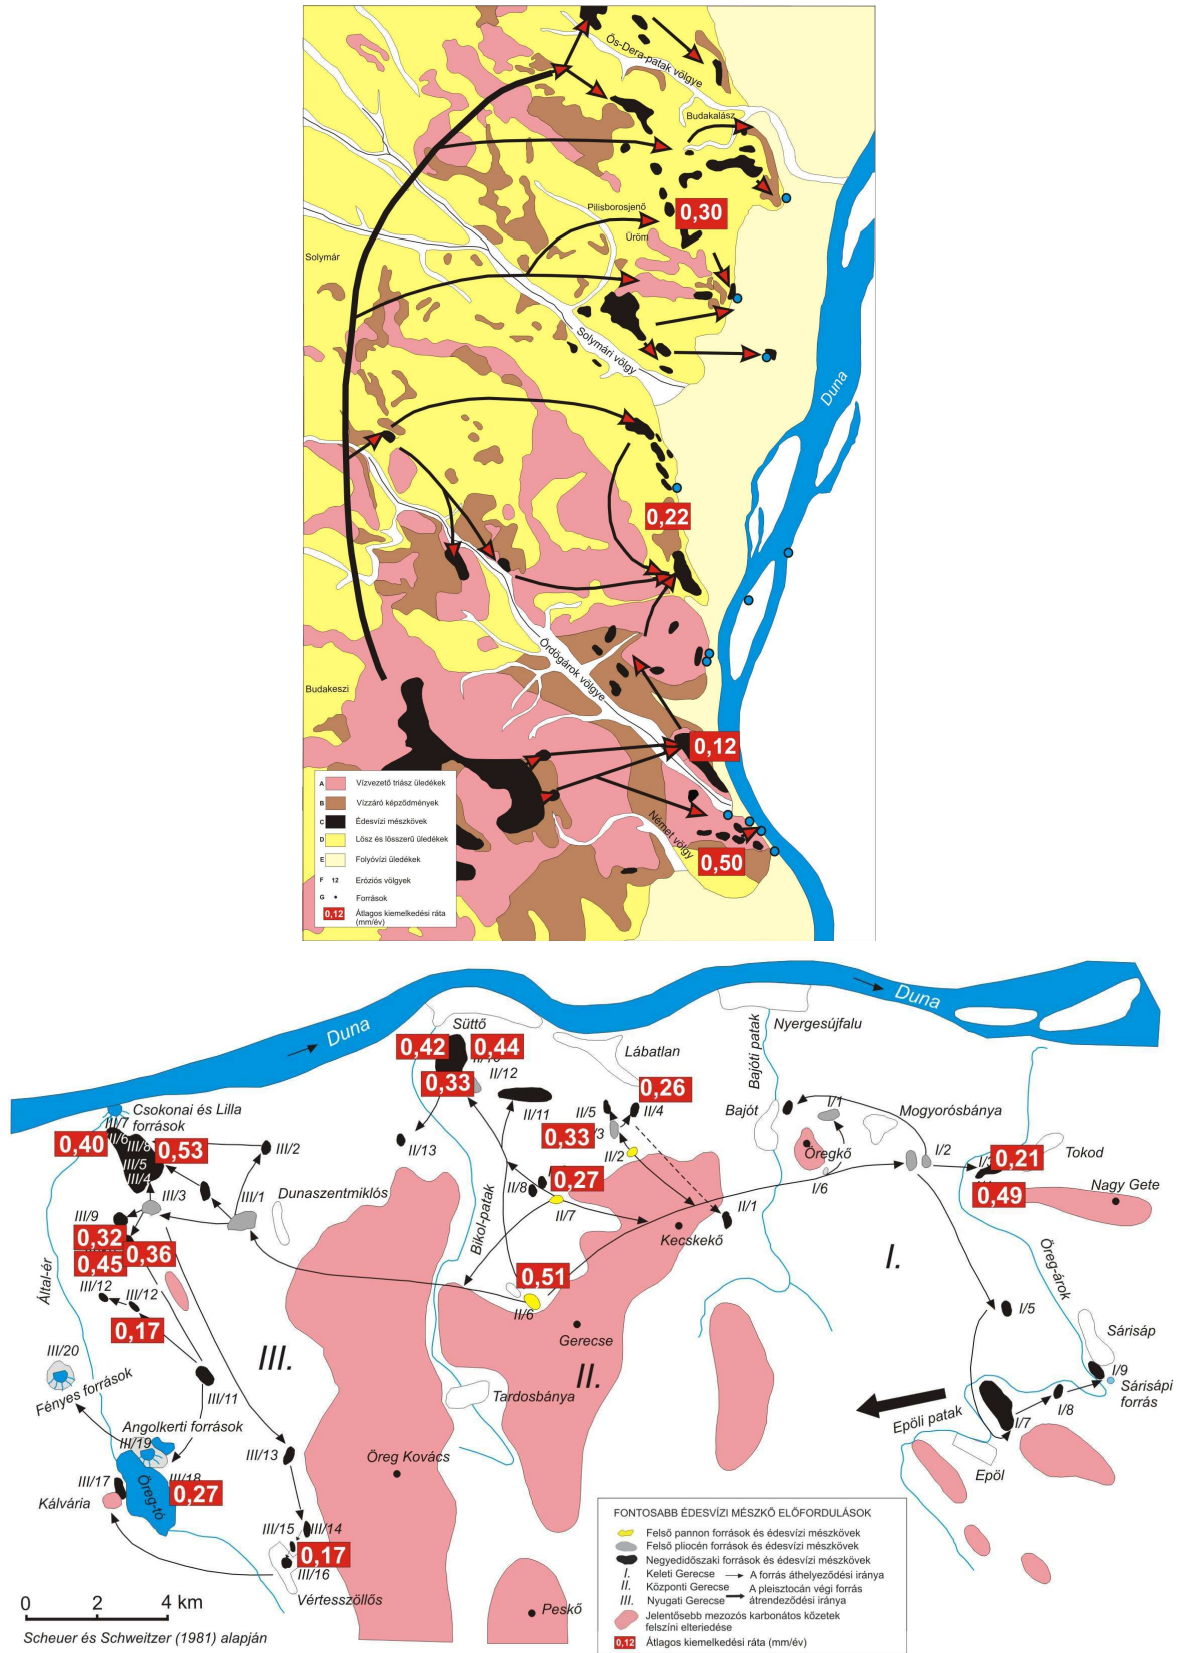 Ős-Dera-patak völgye
Budakalász
Pilisborosjenő
0,30
Üröm
Solymár
Solymári völgy
Duna
0,22
Ördögárok völgye
Budakeszi
0,12
Német völgy
0,50
A Vízvezető triász üledékek
B Vízzáró képződmények
C Édesvízi mészkövek
D Lösz és lösszerű üledékek
E Folyóvízi üledékek
F 12 Eróziós völgyek
G Források
0,12 Átlagos kiemelkedési ráta
(mm/év)
Duna
Duna
Süttő
Nyergesújfalu
Lábatlan
0,42
0,44
II/12
0,33
0,26
Bajóti patak
Csokonai és Lilla
források
III/7
II/6
III/8
III/5
III/4
0,40
0,53
III/2
II/11
II/5
II/4
0,33
II/13
II/2
Bajót
I/1
Mogyorósbánya
Öregkő
I/2
I/6
0,21
Tokod
0,49
Nagy Gete
III/3
III/1
Dunaszentmiklós
II/8
0,27
II/7
II/1
Kecskekő
Bikol-patak
III/9
0,32
0,36
0,45
Által-ér
III/12
III/12
0,17
0,51
II/6
Gerecse
I.
Öreg-árok
I/5
Sárisáp
I/9
Sárisápi
forrás
III/20
Fényes források
III.
II.
III/11
Tardosbánya
Epöli patak
I/7
I/8
Epöl
Angolkerti források
III/19
III/18
III/13
III/17
Öreg-tó
0,27
Kálvária
Öreg Kovács
III/15
III/14
0,17
III/16
Vértesszöllős
Peskő
0 2 4 km
Scheuer és Schweitzer (1981) alapján
FONTOSABB ÉDESVÍZI MÉSZKŐ ELŐFORDULÁSOK
Felső pannon források és édesvízi mészkövek
Felső pliocén források és édesvízi mészkövek
Negyedidőszaki források és édesvízi mészkövek
I. Keleti Gerecse A forrás áthelyeződési iránya
II. Központi Gerecse A pleisztocán végi forrás
III. Nyugati Gerecse átrendeződési iránya
Jelentősebb mezozós karbonátos kőzetek
felszíni elteriedése
0,12 Átlagos kiemelkedési ráta (mm/év)